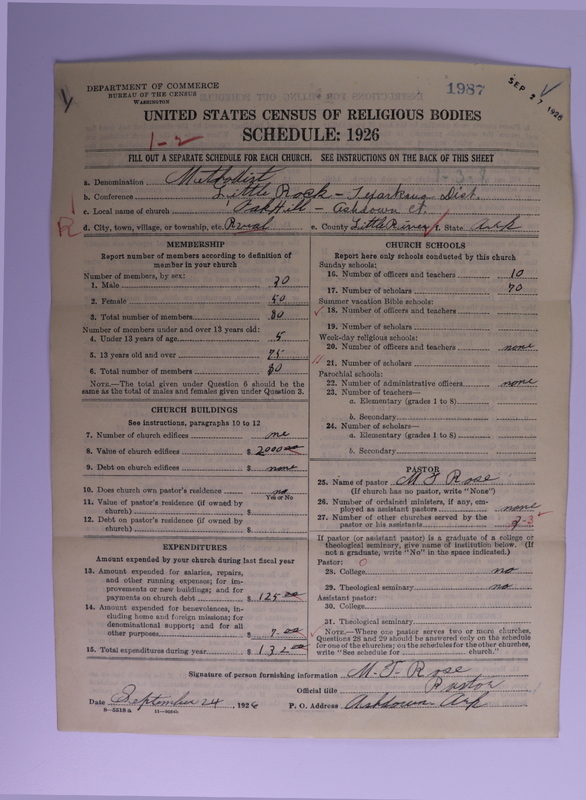 DEPARTMENT OF COMMERCE
BUREAU OF THE CENSUS
WASHINGTON
1987
SEP 27 1926
UNITED STATES CENSUS OF RELIGIOUS BODIES
SCHEDULE: 1926
1-2
FILL OUT A SEPARATE SCHEDULE FOR EACH CHURCH. SEE INSTRUCTIONS ON THE BACK OF THIS SHEET
a. Denomination Methodist
b. Conference Little Rock - Texarkana Dist.
c. Local name of church Oak Hill - Ashdown Ct.
d. City, town, village, or township, etc. Rural e. County Little River f. State Ark
R
MEMBERSHIP
Report number of members according to definition of member in your church
Number of members, by sex:
1. Male 30
2. Female 50
3. Total number of members 80
Number of members under and over 13 years old:
4. Under 13 years of age 5
5. 13 years old and over 75
6. Total number of members 80
NOTE.—The total given under Question 6 should be the
same as the total of males and females given under Question 3.
CHURCH BUILDINGS
See instructions, paragraphs 10 to 12
7. Number of church edifices one
8. Value of church edifices $ 2000.00
9. Debt on church edifices $ none
10. Does church own pastor's residence no
Yes or No
11. Value of pastor's residence (if owned by
church) $
12. Debt on pastor's residence (if owned by
church) $
EXPENDITURES
Amount expended by your church during last fiscal year
13. Amount expended for salaries, repairs,
and other running expenses; for im-
provements or new buildings; and for
payments on church debt $ 125.00
14. Amount expended for benevolences, in-
cluding home and foreign missions; for
denominational support; and for all
other purposes $ 7.00
15. Total expenditures during year $ 132.00
CHURCH SCHOOLS
Report here only schools conducted by this church
Sunday schools:
16. Number of officers and teachers 10
17. Number of scholars 70
Summer vacation Bible schools:
18. Number of officers and teachers
19. Number of scholars
Week-day religious schools:
20. Number of officers and teachers none
21. Number of scholars
Parochial schools:
22. Number of administrative officers none
23. Number of teachers—
a. Elementary (grades 1 to 8)
b. Secondary
24. Number of scholars—
a. Elementary (grades 1 to 8)
b. Secondary
PASTOR
25. Name of pastor M. T. Rose
(If church has no pastor, write "None")
26. Number of ordained ministers, if any, em-
ployed as assistant pastors none
27. Number of other churches served by the
pastor or his assistants 3
If pastor (or assistant pastor) is a graduate of a college or
theological seminary, give name of institution below. (If
not a graduate, write "No" in the space indicated.)
Pastor:
28. College no
29. Theological seminary no
Assistant pastor:
30. College
31. Theological seminary
NOTE.—Where one pastor serves two or more churches,
Questions 28 and 29 should be answered only on the schedule
for one of the churches; on the schedules for the other churches,
write "See schedule for church."
Signature of person furnishing information M. T. Rose
Official title Pastor
Date September 24, 1926 P. O. Address Ashdown Ark